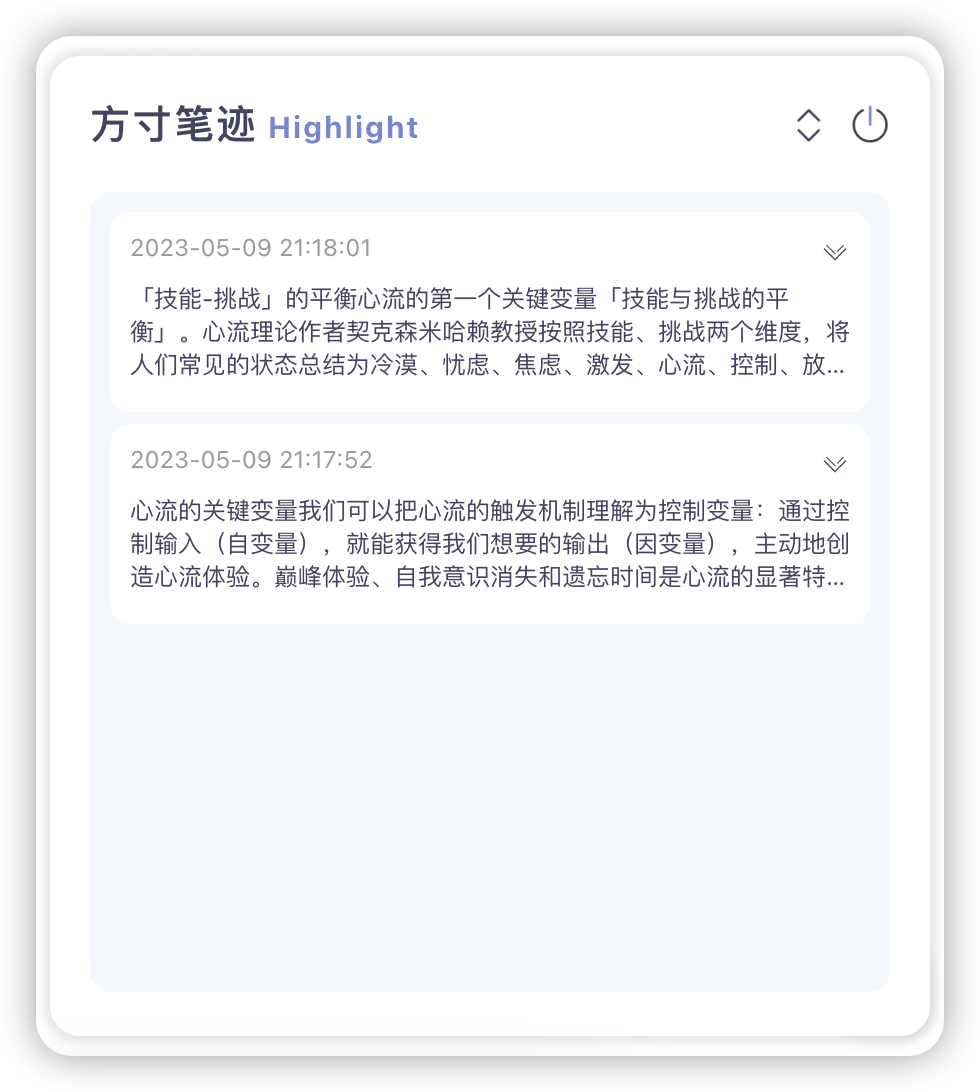 方寸笔迹 Highlight
2023-05-09 21:18:01
「技能-挑战」的平衡心流的第一个关键变量「技能与挑战的平
衡」。心流理论作者契克森米哈赖教授按照技能、挑战两个维度，将
人们常见的状态总结为冷漠、忧虑、焦虑、激发、心流、控制、放...
2023-05-09 21:17:52
心流的关键变量我们可以把心流的触发机制理解为控制变量：通过控
制输入（自变量），就能获得我们想要的输出（因变量），主动地创
造心流体验。巅峰体验、自我意识消失和遗忘时间是心流的显著特...